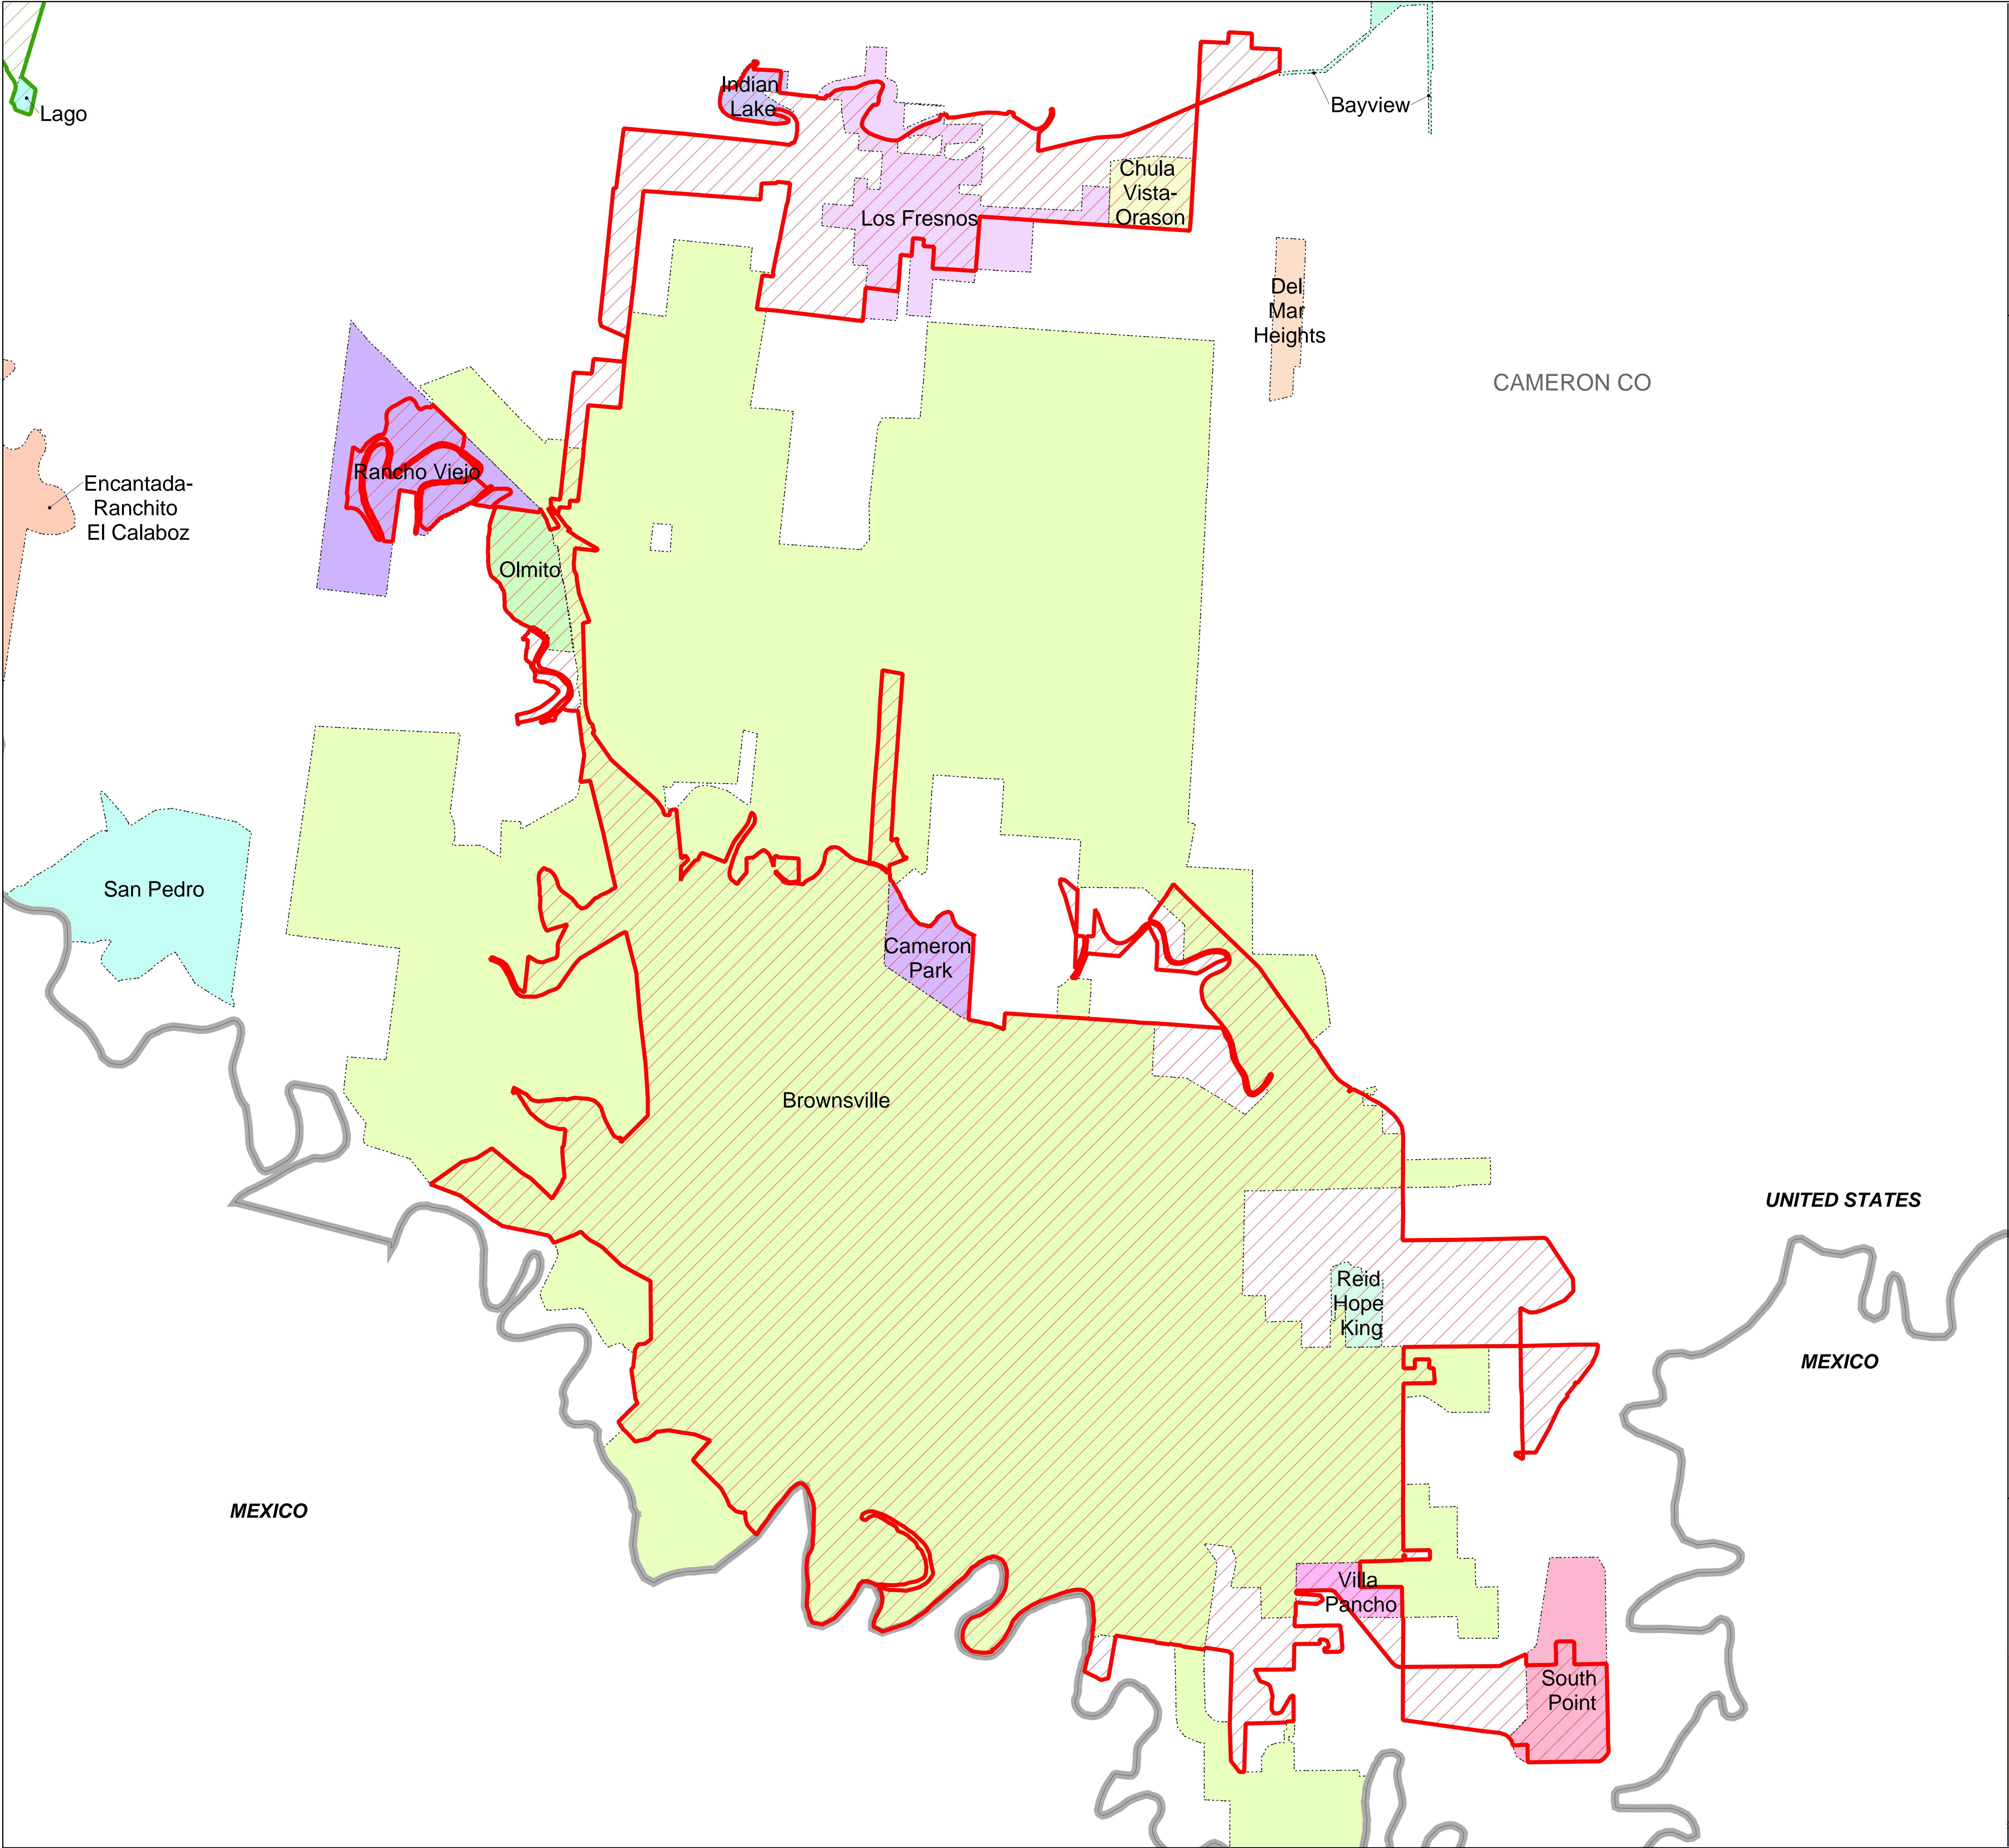 Indian
Lake
Lago
Bayview
Chula
Vista-
Orason
Los Fresnos
Del
Mar
Heights
CAMERON CO
Rancho Viejo
Encantada-
Ranchito
El Calaboz
Olmito
San Pedro
Cameron
Park
Brownsville
UNITED STATES
Reid
Hope
King
MEXICO
MEXICO
Villa
Pancho
South
Point